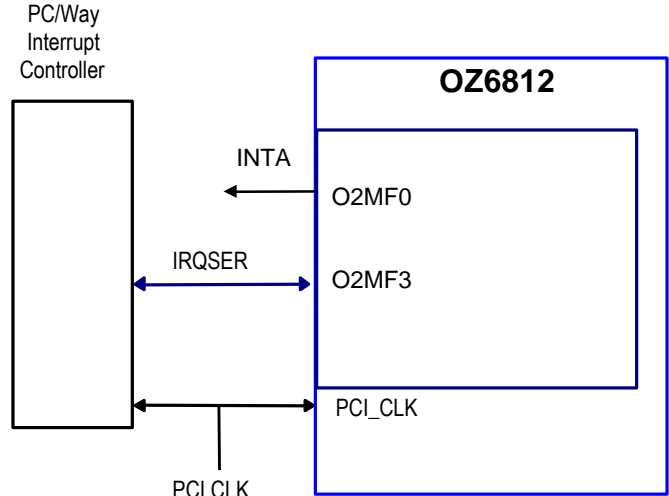 PC/Way
Interrupt
Controller
OZ6812
INTA
O2MF0
IRQSER
O2MF3
PCI_CLK
PCI CLK